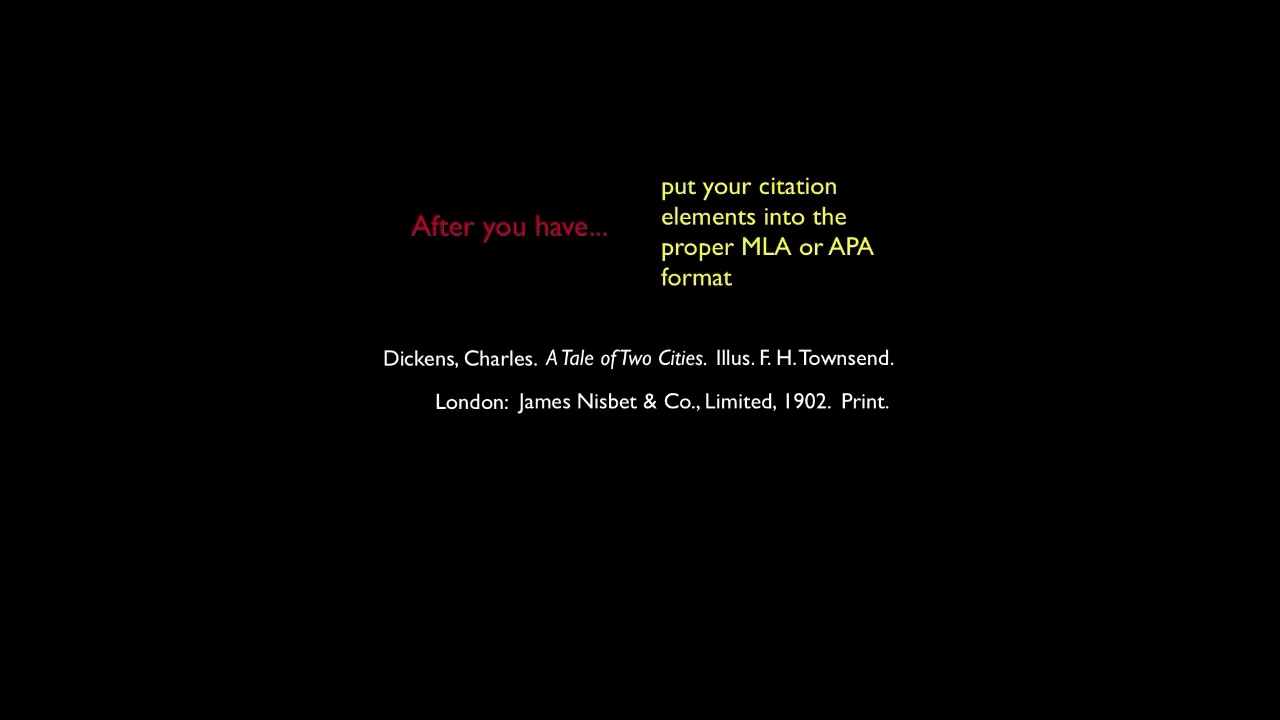 After you have...
put your citation
elements into the
proper MLA or APA
format
Dickens, Charles. A Tale of Two Cities. Illus. F. H. Townsend.
London: James Nisbet & Co., Limited, 1902. Print.